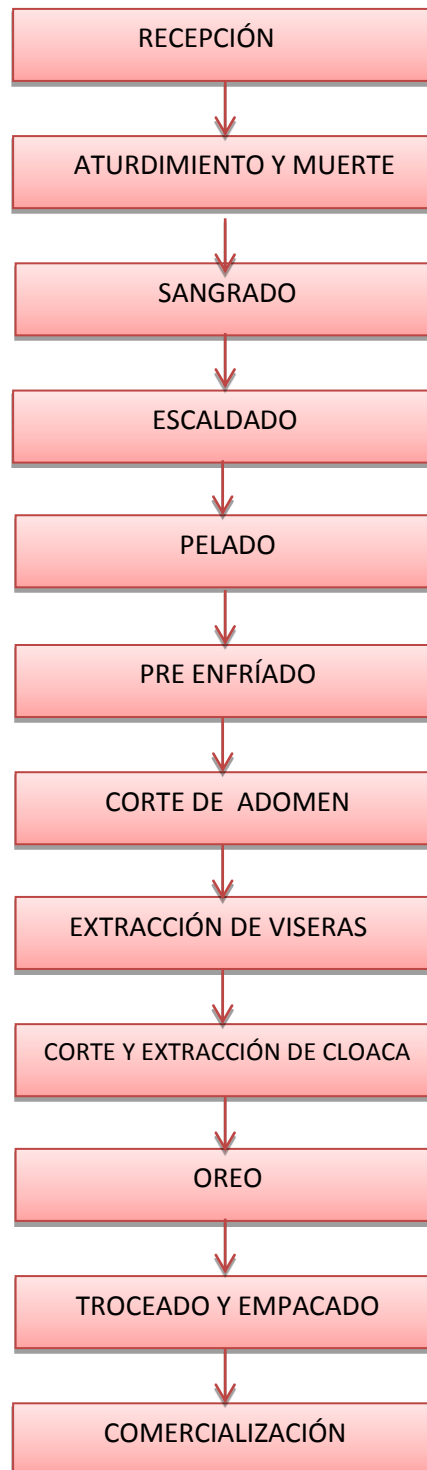 RECEPCIÓN
ATURDIMIENTO Y MUERTE
SANGRADO
ESCALDADO
PELADO
PRE ENFRÍADO
CORTE DE  ADOMEN
EXTRACCIÓN DE VISERAS
CORTE Y EXTRACCIÓN DE CLOACA
OREO
TROCEADO Y EMPACADO
COMERCIALIZACIÓN